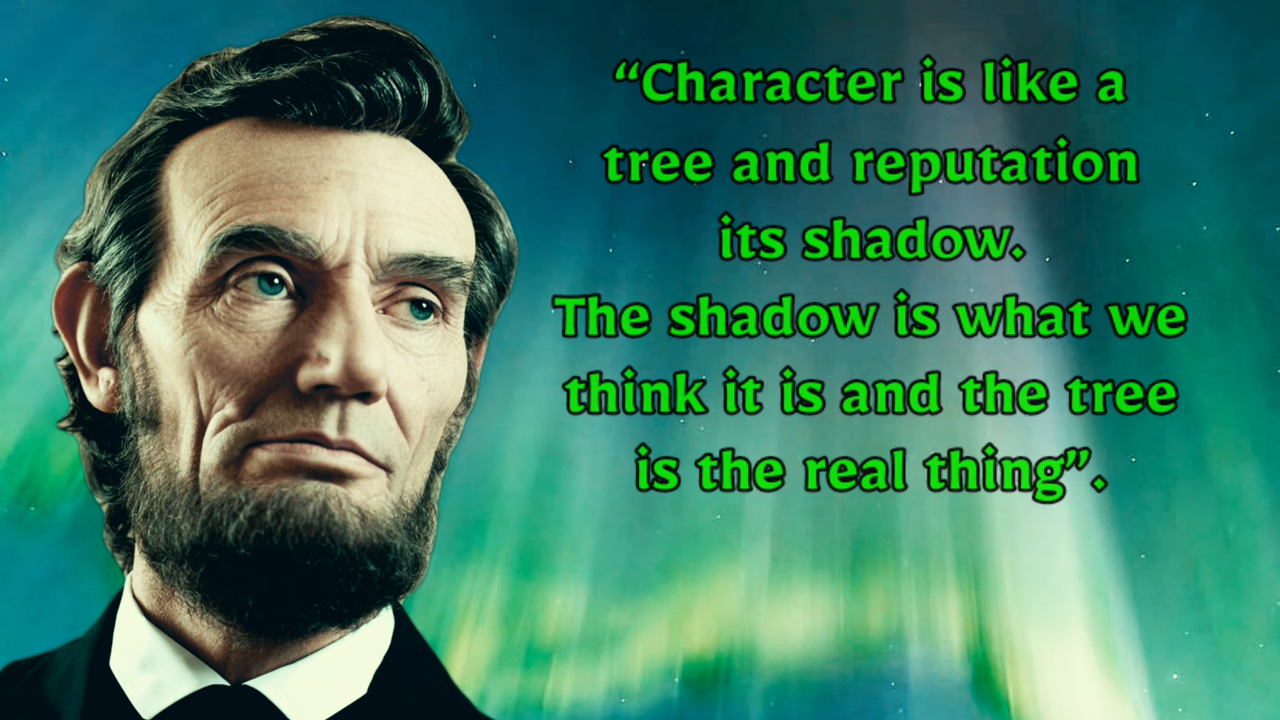 “Character is like a
tree and reputation
its shadow.
The shadow is what we
think it is and the tree
is the real thing”.